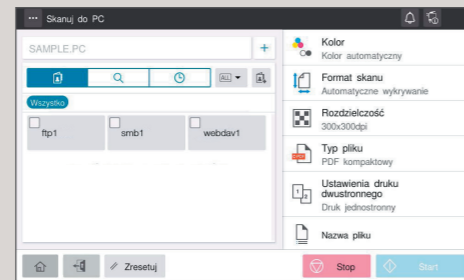 Skanuj do PC
SAMPLE.PC
ALL
Wszystko
ftp1
smb1
webdav1
Zresetuj
Kolor
Kolor automatyczny
Format skanu
Automatyczne wykrywanie
Rozdzielczość
300x300dpi
Typ pliku
PDF kompaktowy
Ustawienia druku
dwustronnego
Druk jednostronny
Nazwa pliku
Stop
Start